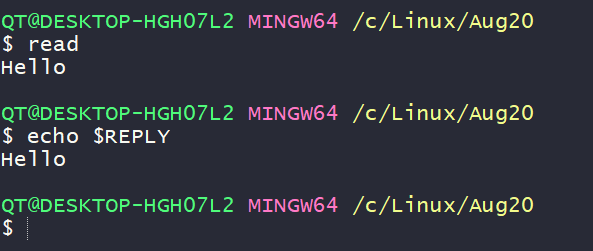 QT@DESKTOP-HGH07L2 MINGW64 /c/Linux/Aug20
$ read
Hello
QT@DESKTOP-HGH07L2 MINGW64 /c/Linux/Aug20
$ echo $REPLY
Hello
QT@DESKTOP-HGH07L2 MINGW64 /c/Linux/Aug20
$